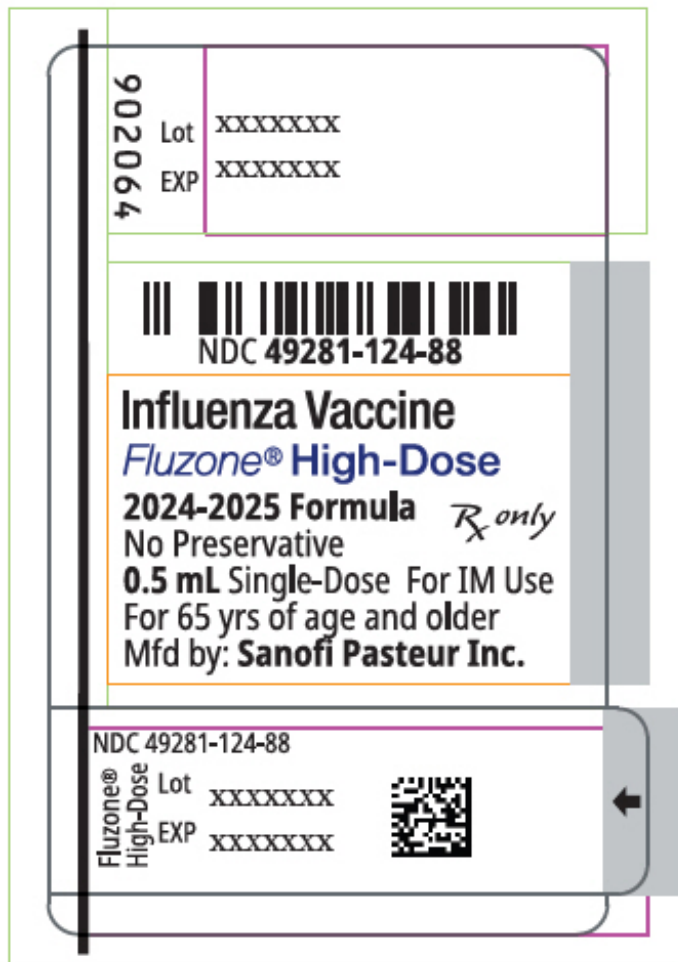 902064
Lot XXXXXXX
EXP XXXXXXX
NDC 49281-124-88
Influenza Vaccine
Fluzone® High-Dose
2024-2025 Formula Rx only
No Preservative
0.5 mL Single-Dose For IM Use
For 65 yrs of age and older
Mfd by: Sanofi Pasteur Inc.
NDC 49281-124-88
Fluzone®
High-Dose
Lot XXXXXXX
EXP XXXXXXX